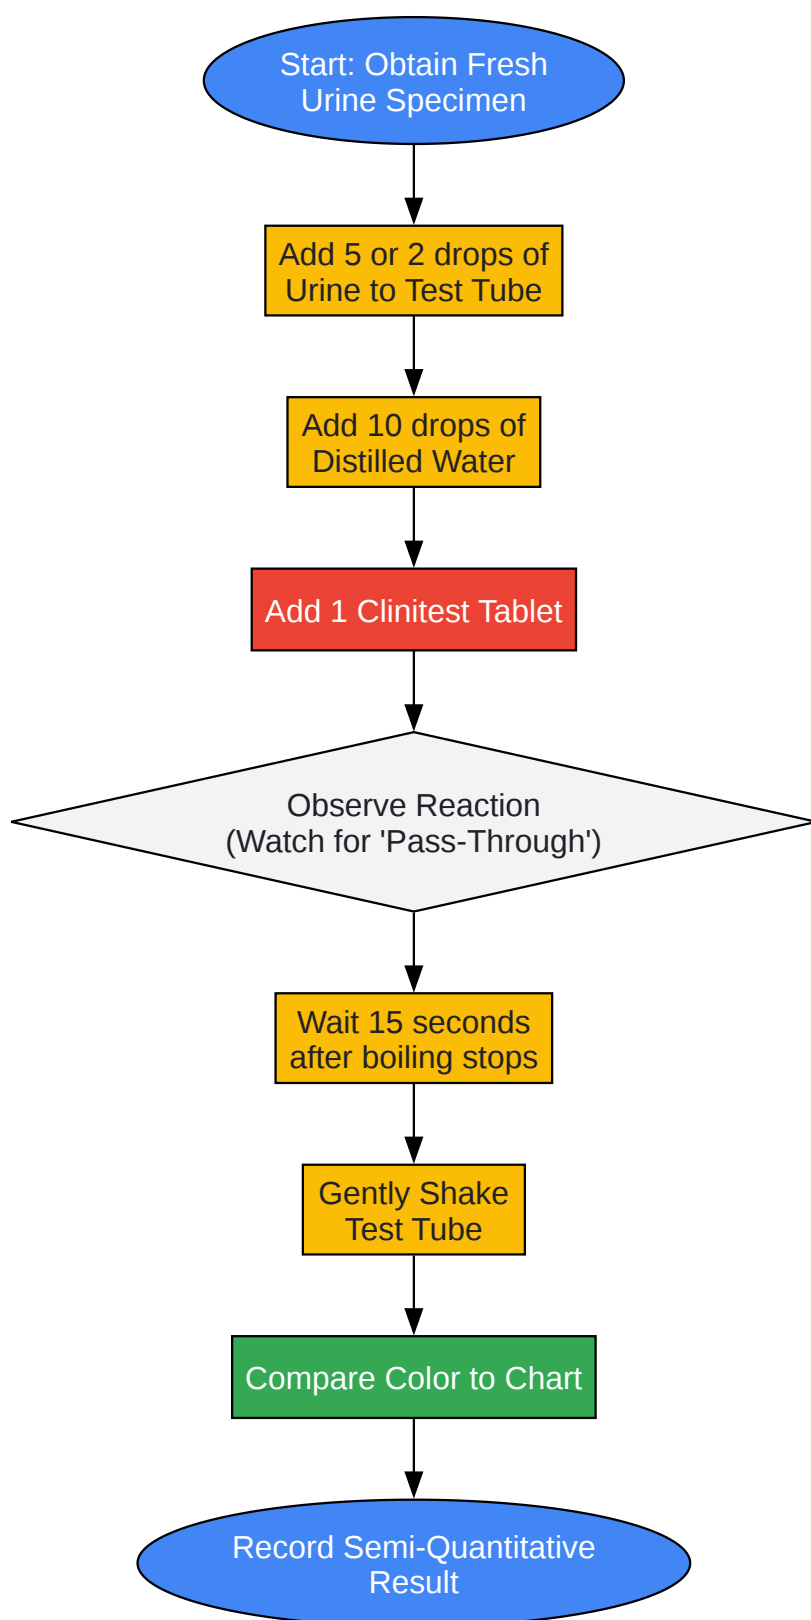 Start: Obtain Fresh
Urine Specimen
Add 5 or 2 drops of
Urine to Test Tube
Add 10 drops of
Distilled Water
Add 1 Clinitest Tablet
Observe Reaction
(Watch for 'Pass-Through')
Wait 15 seconds
after boiling stops
Gently Shake
Test Tube
Compare Color to Chart
Record Semi-Quantitative
Result